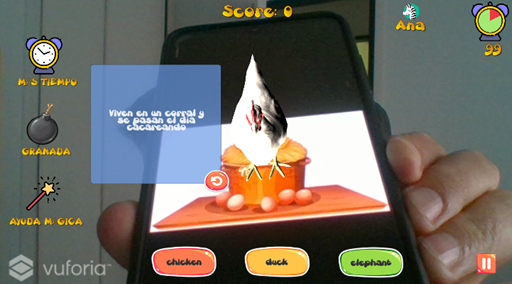 Score: 0
Ana
99
M S TIEMPO
Viven en un corral y
se pasan el día
cacareando
GRANADA
AYUDA M GICA
chicken
duck
elephant
vuforia™